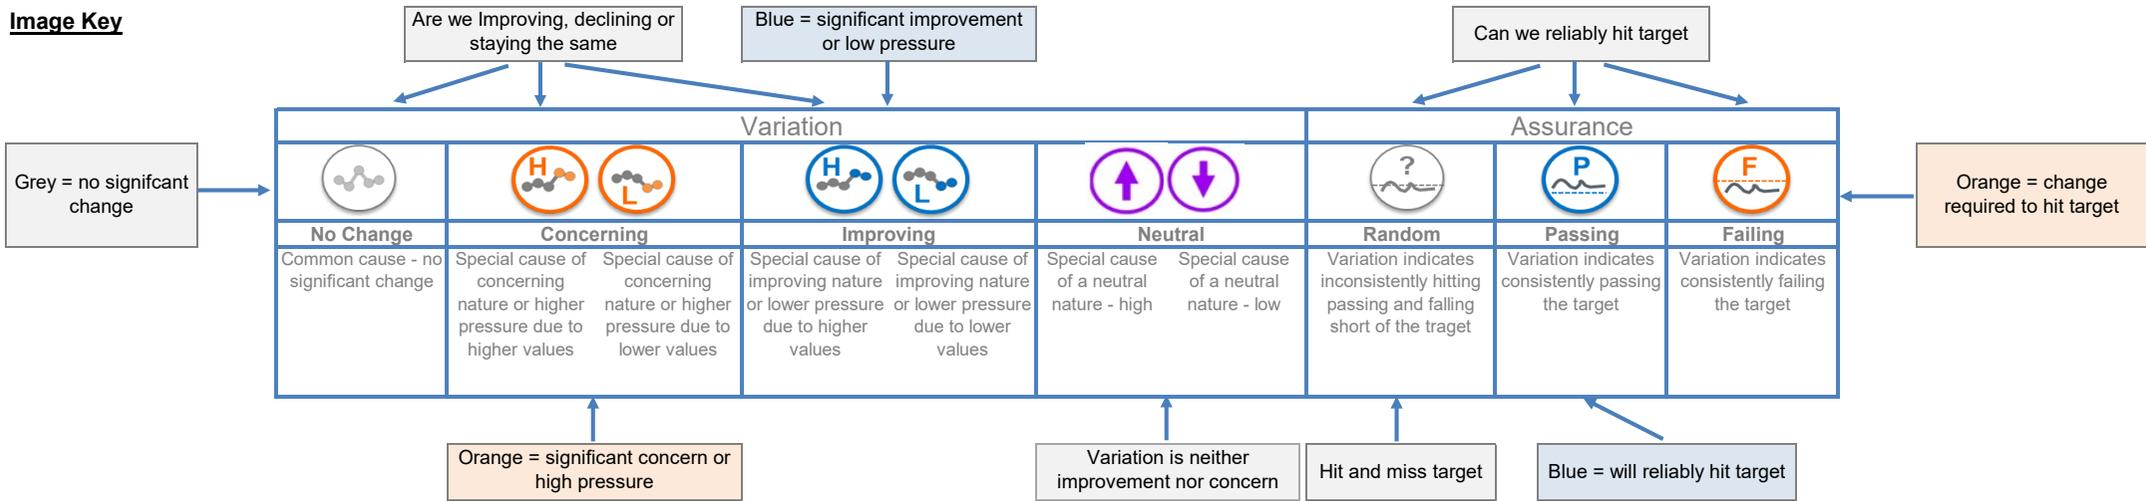 Image Key
Are we Improving, declining or
staying the same
Blue = significant improvement
or low pressure
Can we reliably hit target
Grey = no signifcant
change
Variation
Assurance
H
L
H
L
?
P
F
Orange = change
required to hit target
No Change
Concerning
Improving
Neutral
Random
Passing
Failing
Common cause - no
significant change
Special cause of
concerning
nature or higher
pressure due to
higher values
Special cause of
concerning
nature or higher
pressure due to
lower values
Special cause of
improving nature
or lower pressure
due to higher
values
Special cause of
improving nature
or lower pressure
due to lower
values
Special cause
of a neutral
nature - high
Special cause
of a neutral
nature - low
Variation indicates
inconsistently hitting
passing and falling
short of the traget
Variation indicates
consistently passing
the target
Variation indicates
consistently failing
the target
Orange = significant concern or
high pressure
Variation is neither
improvement nor concern
Hit and miss target
Blue = will reliably hit target